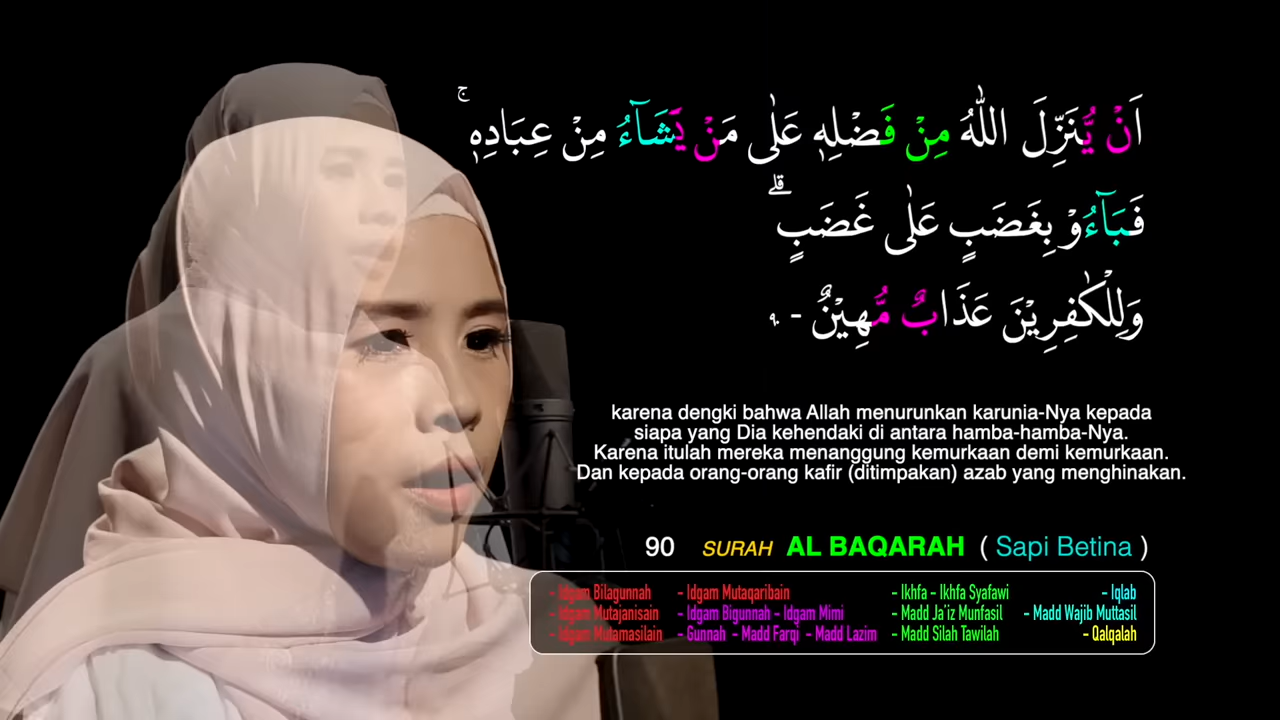 اَنْ يُّنَزِّلَ اللّٰهُ مِنْ فَضْلِهٖ عَلٰى مَنْ يَّشَاۤءُ مِنْ عِبَادِهٖ ۚ
فَبَاۤءُوْ بِغَضَبٍ عَلٰى غَضَبٍۗ
وَلِلْكٰفِرِيْنَ عَذَابٌ مُّهِيْنٌ -
karena dengki bahwa Allah menurunkan karunia-Nya kepada
siapa yang Dia kehendaki di antara hamba-hamba-Nya.
Karena itulah mereka menanggung kemurkaan demi kemurkaan.
Dan kepada orang-orang kafir (ditimpakan) azab yang menghinakan.
90 SURAH AL BAQARAH ( Sapi Betina )
- Idgam Bilagunnah - Idgam Mutaqaribain - Ikhfa - Ikhfa Syafawi - Iqlab
- Idgam Mutajanisain - Idgam Bigunnah - Idgam Mimi - Madd Ja'iz Munfasil - Madd Wajib Muttasil
- Idgam Mutamasilain - Gunnah - Madd Farqi - Madd Lazim - Madd Silah Tawilah - Qalqalah